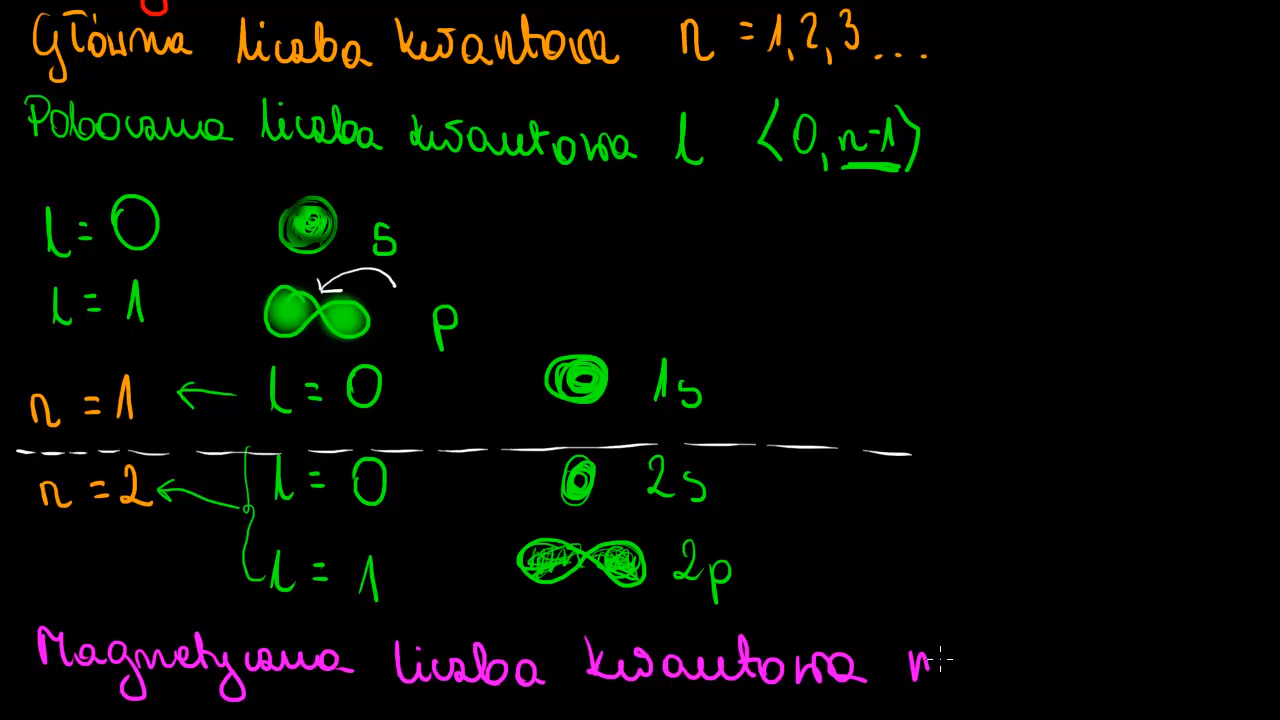 Główna liczba kwantowa n = 1, 2, 3 ...
Poboczna liczba kwantowa l ⟨0, n-1⟩
l = 0 s
l = 1 p
n = 1 ← l = 0 1s
n = 2 ← l = 0 2s
l = 1 2p
Magnetyczna liczba kwantowa m